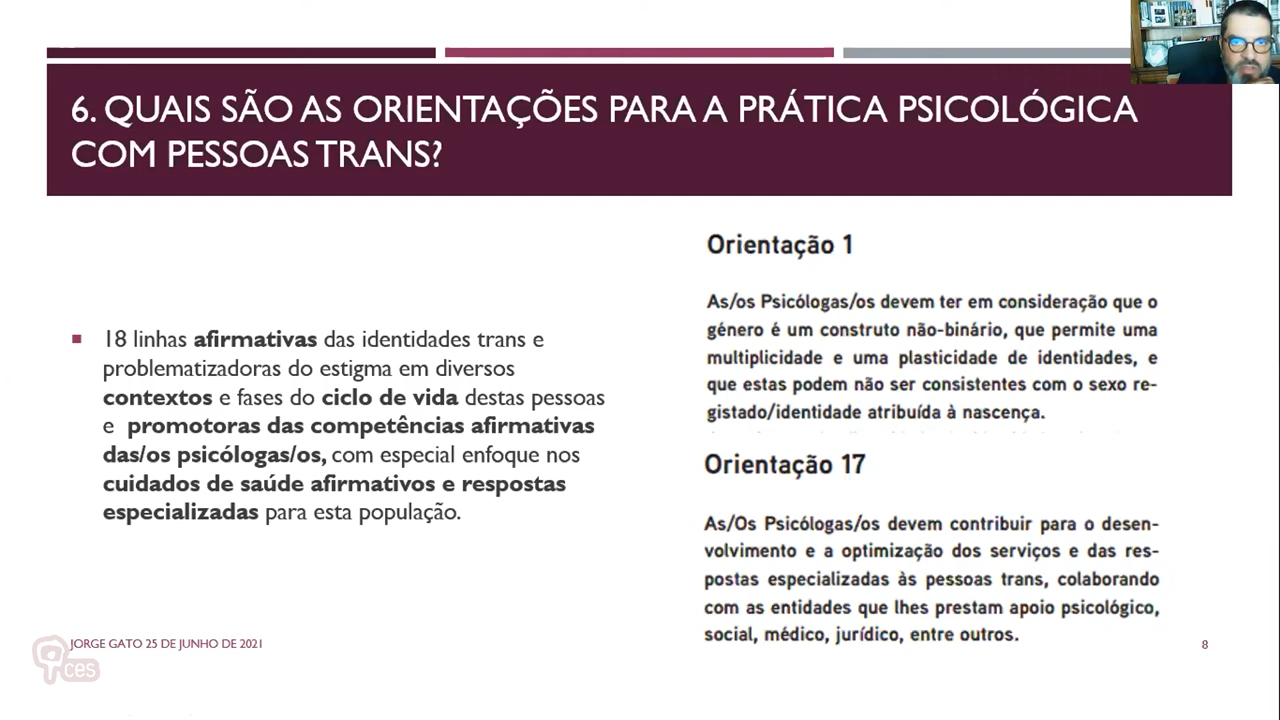 6. QUAIS SÃO AS ORIENTAÇÕES PARA A PRÁTICA PSICOLÓGICA
COM PESSOAS TRANS?
18 linhas afirmativas das identidades trans e
problematizadoras do estigma em diversos
contextos e fases do ciclo de vida destas pessoas
e promotoras das competências afirmativas
das/os psicólogas/os, com especial enfoque nos
cuidados de saúde afirmativos e respostas
especializadas para esta população.
Orientação 1
As/os Psicólogas/os devem ter em consideração que o
género é um construto não-binário, que permite uma
multiplicidade e uma plasticidade de identidades, e
que estas podem não ser consistentes com o sexo re-
gistado/identidade atribuída à nascença.
Orientação 17
As/Os Psicólogas/os devem contribuir para o desen-
volvimento e a optimização dos serviços e das res-
postas especializadas às pessoas trans, colaborando
com as entidades que lhes prestam apoio psicológico,
social, médico, jurídico, entre outros.
JORGE GATO 25 DE JUNHO DE 2021
8
ces